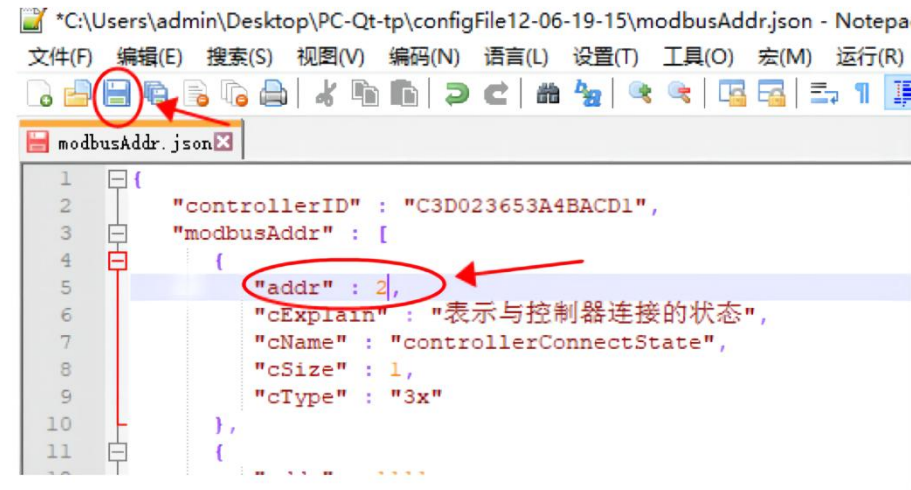 *C:\Users\admin\Desktop\PC-Qt-tp\configFile12-06-19-15\modbusAddr.json - Notepa
文件(F) 编辑(E) 搜索(S) 视图(V) 编码(N) 语言(L) 设置(T) 工具(O) 宏(M) 运行(R)
modbusAddr.json
1 {
2 "controllerID" : "C3D023653A4BACD1",
3 "modbusAddr" : [
4 {
5 "addr" : 2,
6 "cExplain" : "表示与控制器连接的状态",
7 "cName" : "controllerConnectState",
8 "cSize" : 1,
9 "cType" : "3x"
10 },
11 {